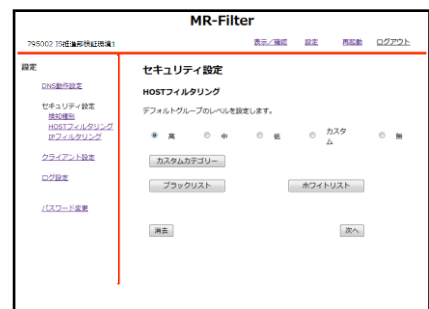 MR-Filter
795002 IS推進部検証環境1
表示／確認 設定 再起動 ログアウト
設定
DNS動作設定
セキュリティ設定
検知種別
HOSTフィルタリング
IPフィルタリング
クライアント設定
ログ設定
パスワード変更
セキュリティ設定
HOSTフィルタリング
デフォルトグループのレベルを設定します。
高 中 低 カスタム 無
カスタムカテゴリー
ブラックリスト ホワイトリスト
消去 次へ